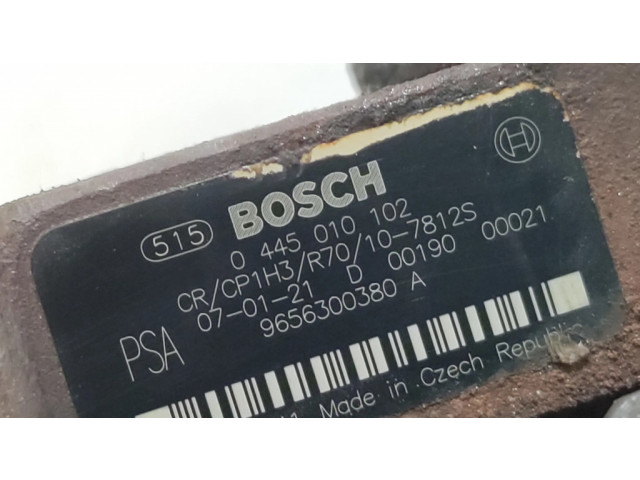 515 BOSCH
0 445 010 102
CR/CP1H3/R70/10-7812S
07-01-21 D 00190 00021
PSA 9656300380 A
Made in Czech Republic